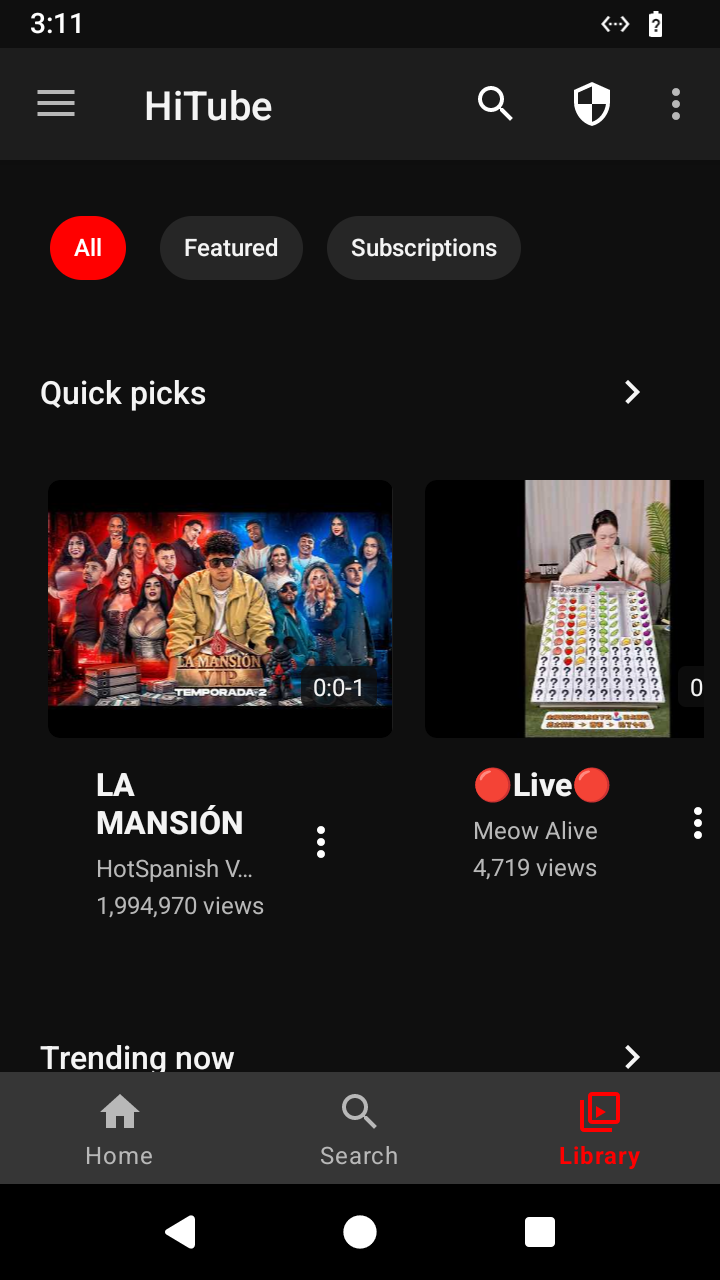 3:11
HiTube
All
Featured
Subscriptions
Quick picks
LA MANSIÓN
VIP
TEMPORADA 2
0:0-1
0
LA
MANSIÓN
HotSpanish V...
1,994,970 views
🔴Live🔴
Meow Alive
4,719 views
Trending now
Home
Search
Library